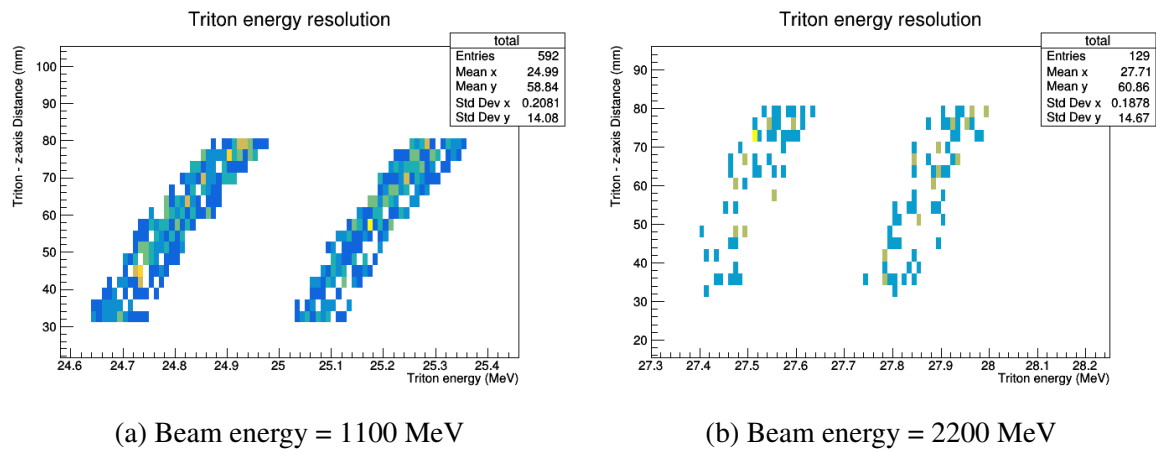 Triton energy resolution
Triton - z-axis Distance (mm)
100
90
80
70
60
50
40
30
total
Entries 592
Mean x 24.99
Mean y 58.84
Std Dev x 0.2081
Std Dev y 14.08
24.6 24.7 24.8 24.9 25 25.1 25.2 25.3 25.4
Triton energy (MeV)
(a) Beam energy = 1100 MeV
Triton energy resolution
Triton - z-axis Distance (mm)
90
80
70
60
50
40
30
20
total
Entries 129
Mean x 27.71
Mean y 60.86
Std Dev x 0.1878
Std Dev y 14.67
27.3 27.4 27.5 27.6 27.7 27.8 27.9 28 28.1 28.2
Triton energy (MeV)
(b) Beam energy = 2200 MeV